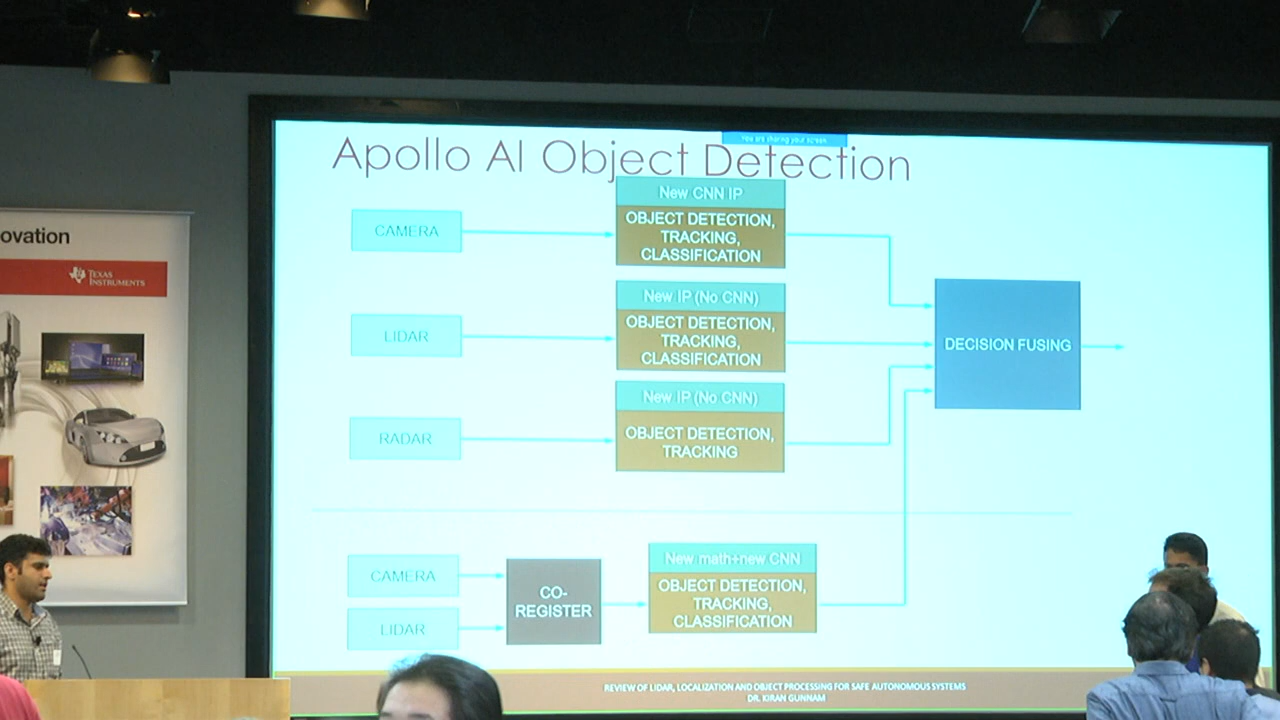 You are sharing your screen
Apollo AI Object Detection
New CNN IP
CAMERA
OBJECT DETECTION,
TRACKING,
CLASSIFICATION
ovation
TEXAS
INSTRUMENTS
New IP (No CNN)
LIDAR
OBJECT DETECTION,
TRACKING,
CLASSIFICATION
DECISION FUSING
New IP (No CNN)
RADAR
OBJECT DETECTION,
TRACKING
New math+new CNN
CAMERA
CO-
REGISTER
OBJECT DETECTION,
TRACKING,
CLASSIFICATION
LIDAR
REVIEW OF LIDAR, LOCALIZATION AND OBJECT PROCESSING FOR SAFE AUTONOMOUS SYSTEMS
DR. KIRAN GUNNAM